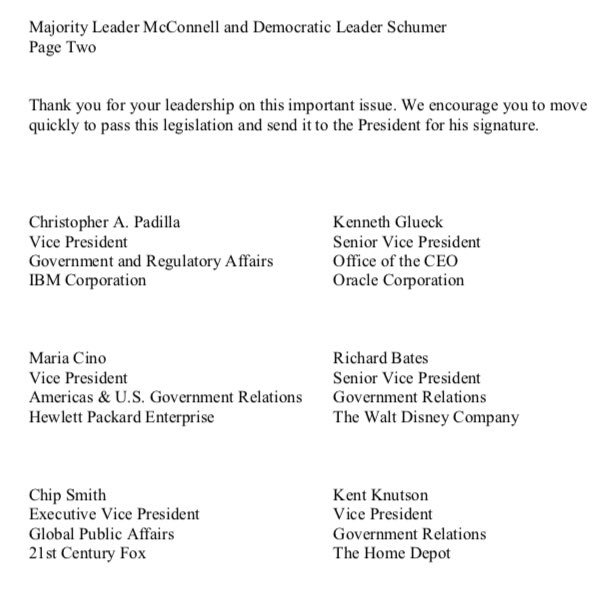 Majority Leader McConnell and Democratic Leader Schumer
Page Two
Thank you for your leadership on this important issue. We encourage you to move
quickly to pass this legislation and send it to the President for his signature.
Christopher A. Padilla
Vice President
Government and Regulatory Affairs
IBM Corporation
Kenneth Glueck
Senior Vice President
Office of the CEO
Oracle Corporation
Maria Cino
Vice President
Americas & U.S. Government Relations
Hewlett Packard Enterprise
Richard Bates
Senior Vice President
Government Relations
The Walt Disney Company
Chip Smith
Executive Vice President
Global Public Affairs
21st Century Fox
Kent Knutson
Vice President
Government Relations
The Home Depot